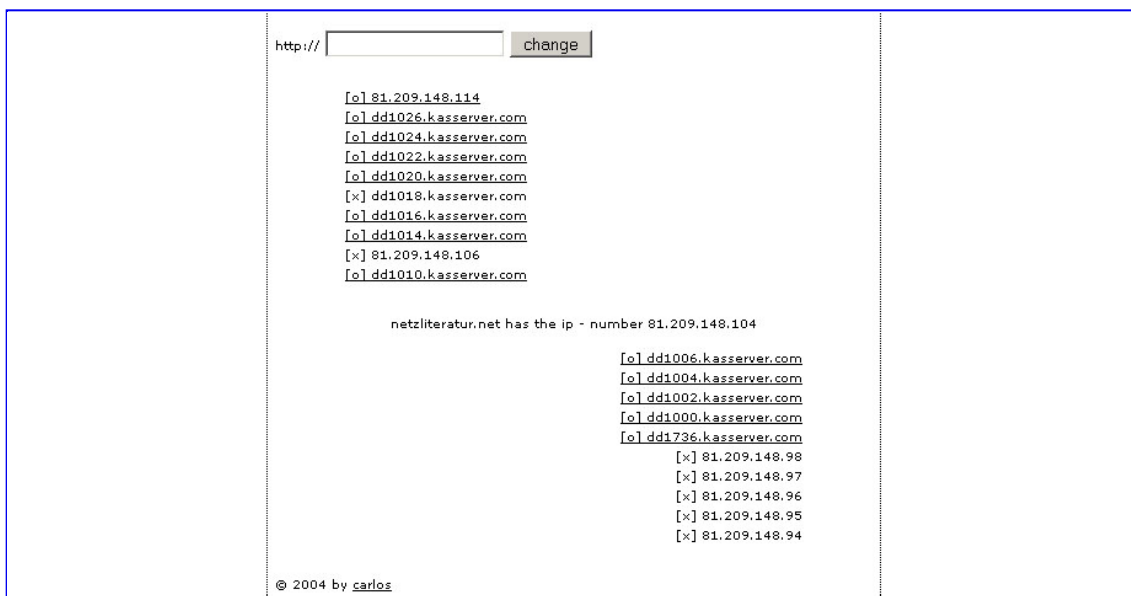 http:// change
[o] 81.209.148.114
[o] dd1026.kasserver.com
[o] dd1024.kasserver.com
[o] dd1022.kasserver.com
[o] dd1020.kasserver.com
[x] dd1018.kasserver.com
[o] dd1016.kasserver.com
[o] dd1014.kasserver.com
[x] 81.209.148.106
[o] dd1010.kasserver.com
netzliteratur.net has the ip - number 81.209.148.104
[o] dd1006.kasserver.com
[o] dd1004.kasserver.com
[o] dd1002.kasserver.com
[o] dd1000.kasserver.com
[o] dd1736.kasserver.com
[x] 81.209.148.98
[x] 81.209.148.97
[x] 81.209.148.96
[x] 81.209.148.95
[x] 81.209.148.94
© 2004 by carlos